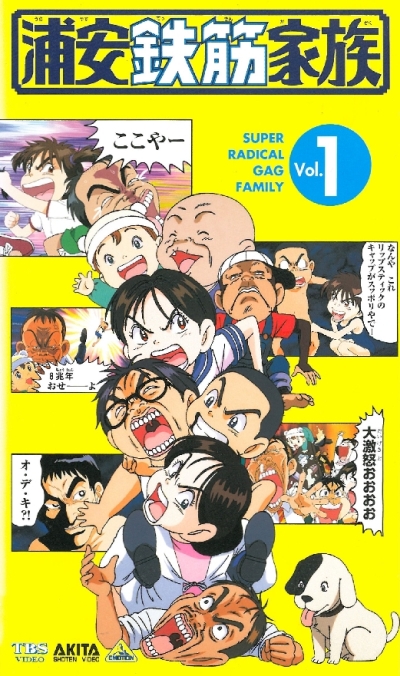 浦安鉄筋家族
SUPER
RADICAL
GAG
FAMILY
Vol.1
ここやー
なんや これ
リップスティックの
キャップがスッポリやでー
8兆年
おせーーよ
大激怒おおおお
オ・デ・キ?!
TBS
VIDEO
AKITA
SHOTEN VIDEO
EMOTION